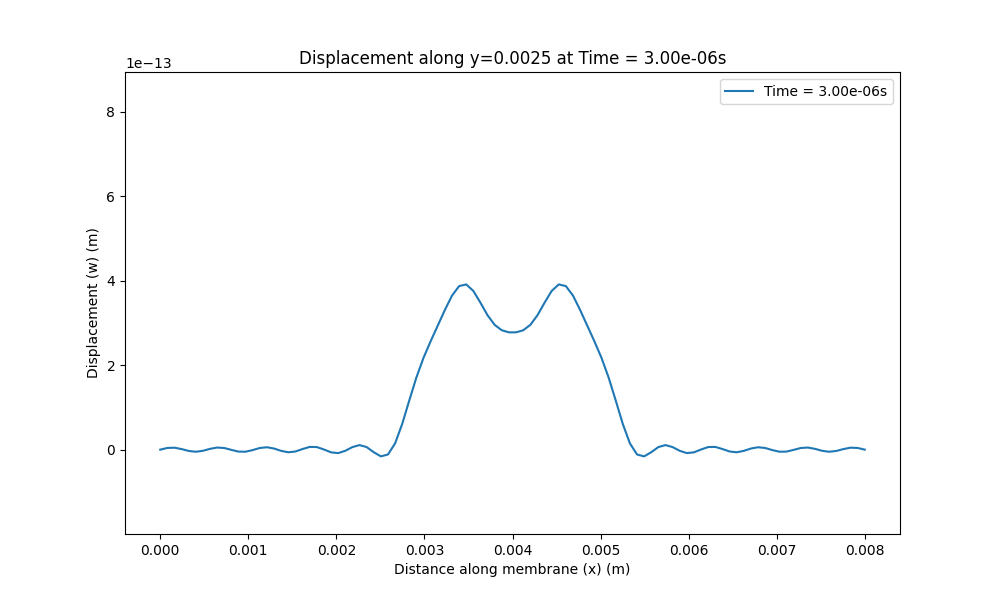 Displacement along y=0.0025 at Time = 3.00e-06s
1e−13
Time = 3.00e-06s
8
6
4
2
0
Displacement (w) (m)
0.000 0.001 0.002 0.003 0.004 0.005 0.006 0.007 0.008
Distance along membrane (x) (m)